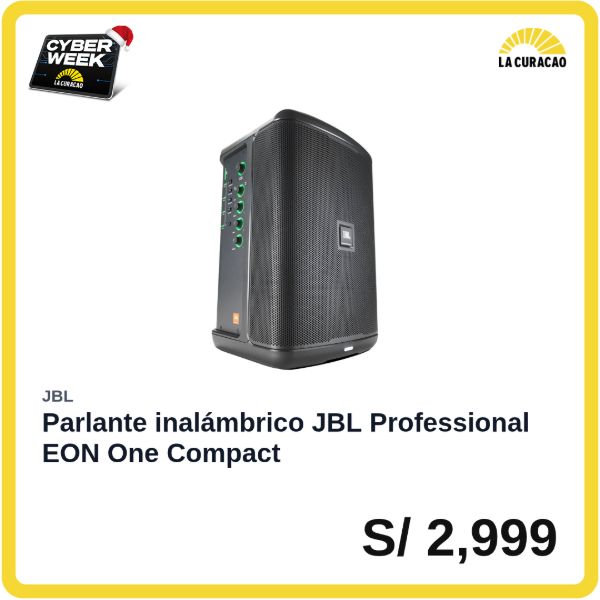 CYBER
WEEK
LA CURACAO
LA CURACAO
JBL
JBL
Parlante inalámbrico JBL Professional
EON One Compact
S/ 2,999